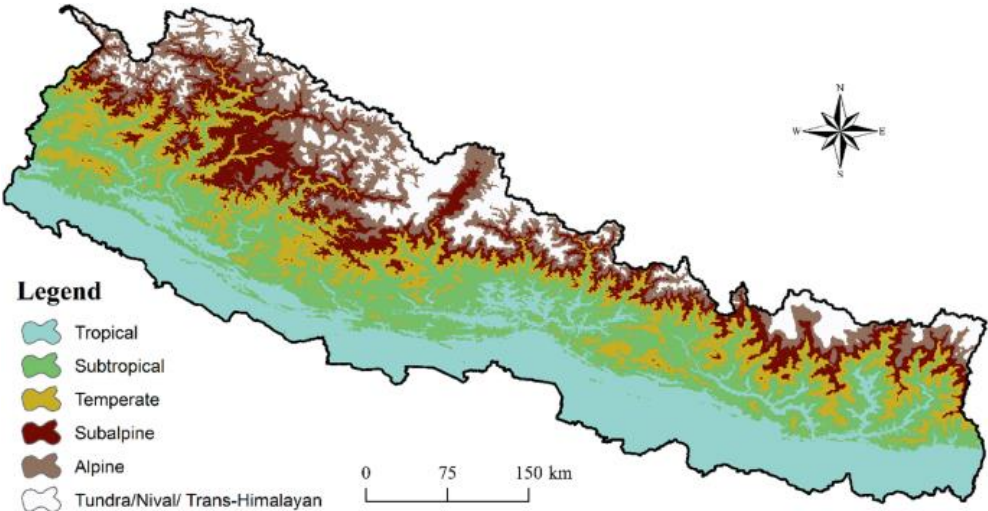 N
W E
S
Legend
Tropical
Subtropical
Temperate
Subalpine
Alpine
Tundra/Nival/ Trans-Himalayan
0 75 150 km